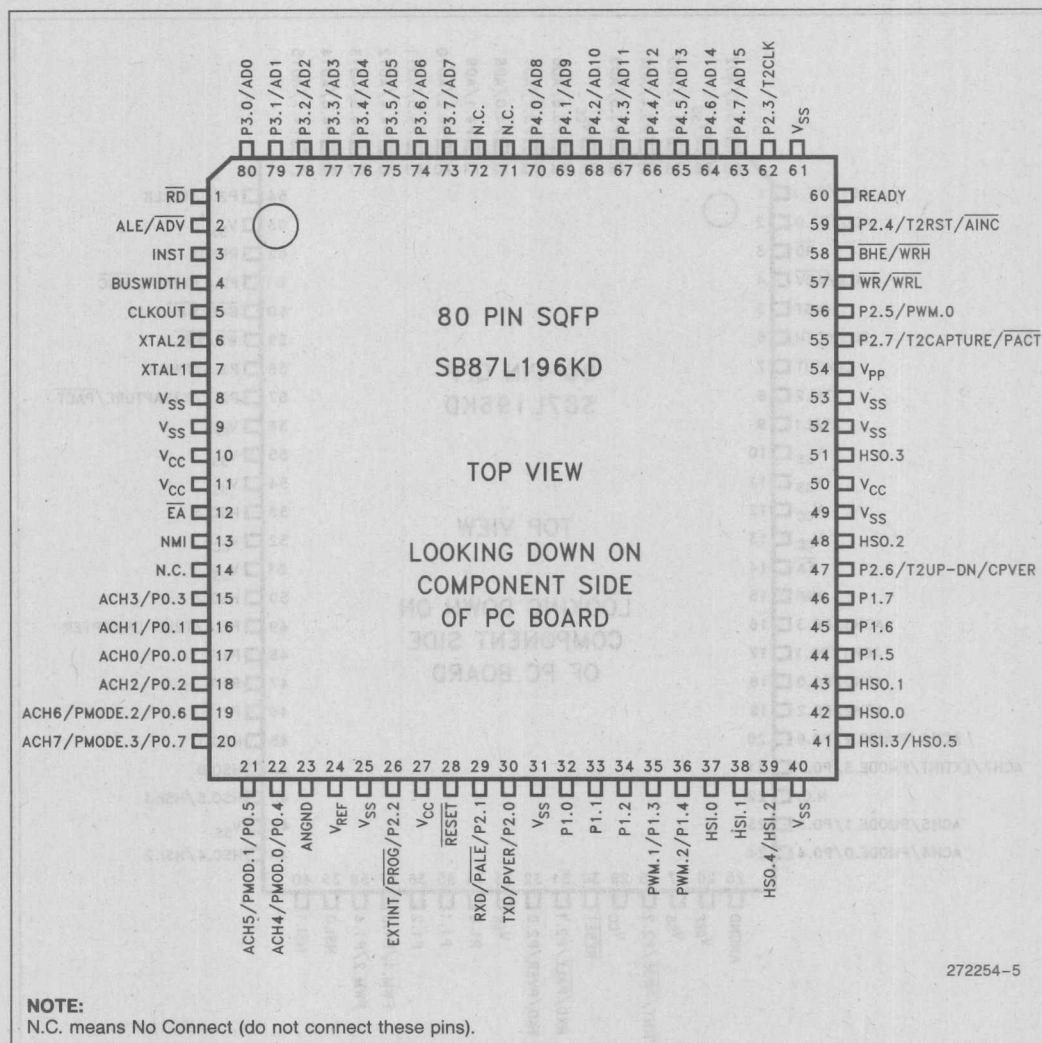 P3.0/AD0
P3.1/AD1
P3.2/AD2
P3.3/AD3
P3.4/AD4
P3.5/AD5
P3.6/AD6
P3.7/AD7
N.C.
N.C.
P4.0/AD8
P4.1/AD9
P4.2/AD10
P4.3/AD11
P4.4/AD12
P4.5/AD13
P4.6/AD14
P4.7/AD15
P2.3/T2CLK
VSS
80 79 78 77 76 75 74 73 72 71 70 69 68 67 66 65 64 63 62 61
RD 1
ALE/ADV 2
INST 3
BUSWIDTH 4
CLKOUT 5
XTAL2 6
XTAL1 7
VSS 8
VSS 9
VCC 10
VCC 11
EA 12
NMI 13
N.C. 14
ACH3/P0.3 15
ACH1/P0.1 16
ACH0/P0.0 17
ACH2/P0.2 18
ACH6/PMODE.2/P0.6 19
ACH7/PMODE.3/P0.7 20
80 PIN SQFP
SB87L196KD
TOP VIEW
LOOKING DOWN ON
COMPONENT SIDE
OF PC BOARD
60 READY
59 P2.4/T2RST/AINC
58 BHE/WRH
57 WR/WRL
56 P2.5/PWM.0
55 P2.7/T2CAPTURE/PACT
54 VPP
53 VSS
52 VSS
51 HSO.3
50 VCC
49 VSS
48 HSO.2
47 P2.6/T2UP-DN/CPVER
46 P1.7
45 P1.6
44 P1.5
43 HSO.1
42 HSO.0
41 HSI.3/HSO.5
21 22 23 24 25 26 27 28 29 30 31 32 33 34 35 36 37 38 39 40
ACH5/PMOD.1/P0.5
ACH4/PMOD.0/P0.4
ANGND
VREF
VSS
EXTINT/PROG/P2.2
VCC
RESET
RXD/PALE/P2.1
TXD/PVER/P2.0
VSS
P1.0
P1.1
P1.2
PWM.1/P1.3
PWM.2/P1.4
HSI.0
HSI.1
HSO.4/HSI.2
VSS
272254-5
NOTE:
N.C. means No Connect (do not connect these pins).